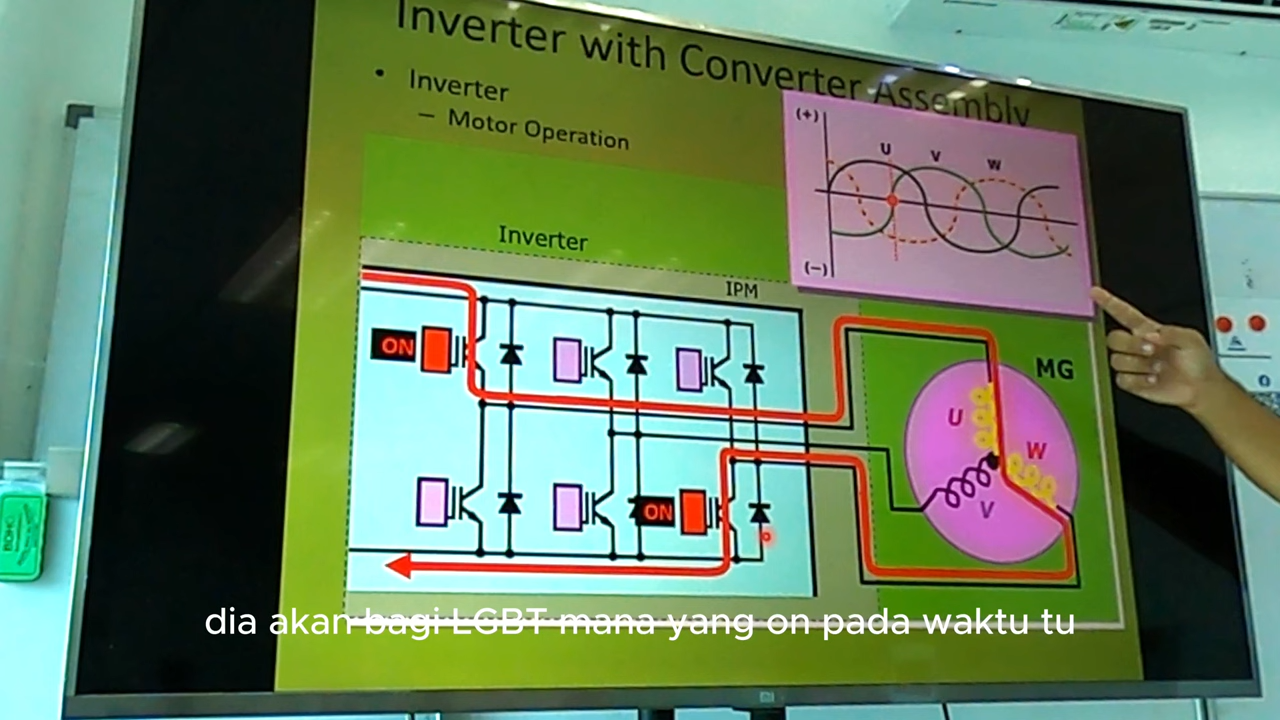 Inverter with Converter Assembly
• Inverter
– Motor Operation
(+)
U
V
W
(–)
Inverter
IPM
ON
ON
MG
U
W
V
dia akan bagi LGBT mana yang on pada waktu tu